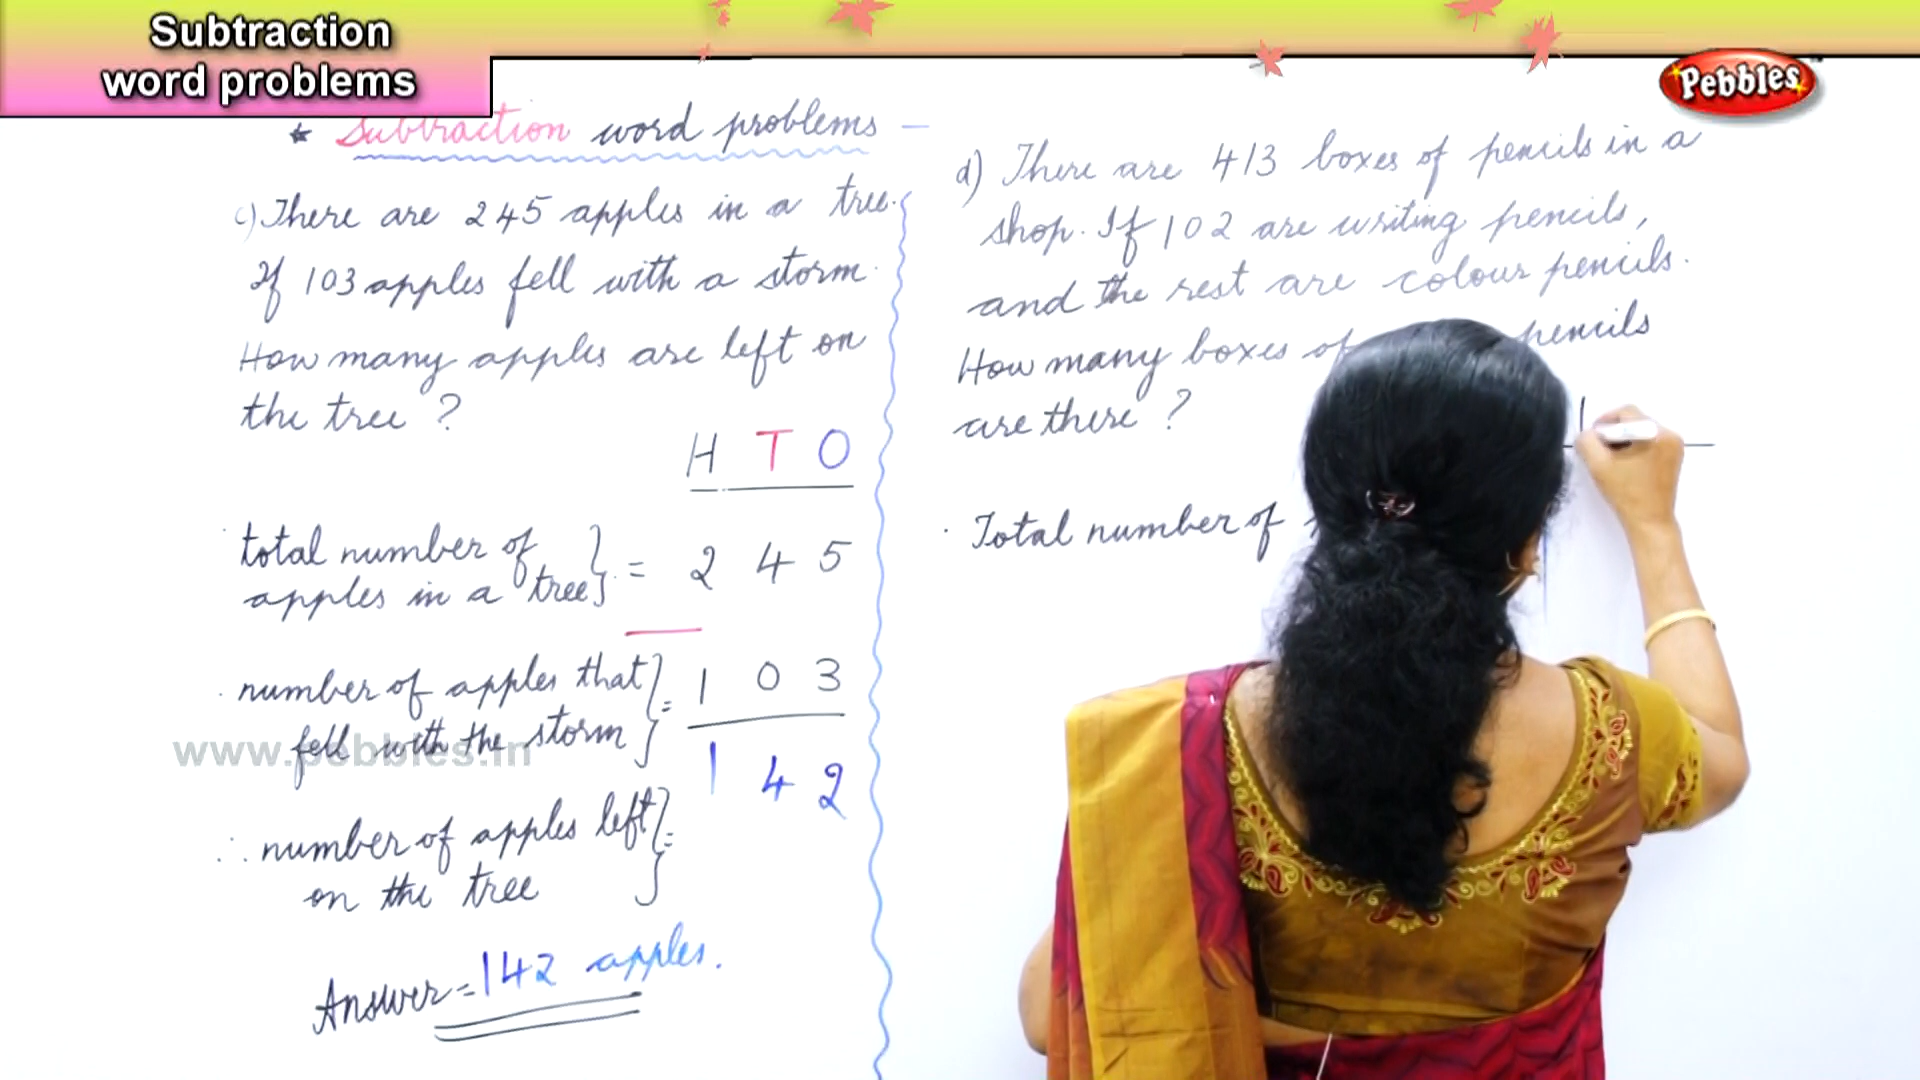 Subtraction
word problems
Pebbles
* Subtraction word problems –
c) There are 245 apples in a tree.
If 103 apples fell with a storm.
How many apples are left on
the tree ?
H T O
total number of
apples in a tree } = 2 4 5
number of apples that
fell with the storm } = 1 0 3
1 4 2
www.pebbles.in
∴ number of apples left
on the tree } =
Answer = 142 apples.
d) There are 413 boxes of pencils in a
shop. If 102 are writing pencils,
and the rest are colour pencils.
How many boxes of pencils
are there ?
Total number of